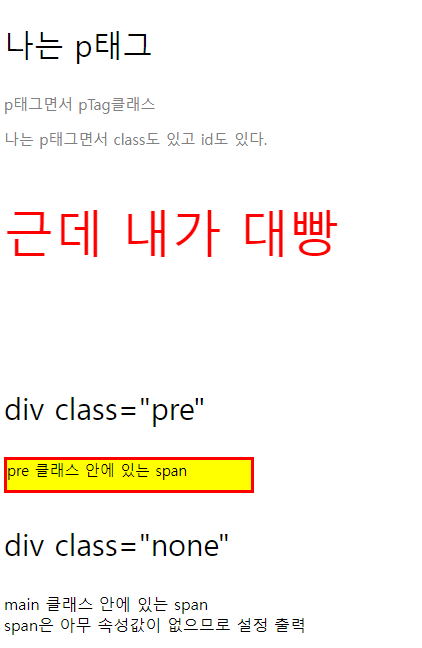 나는 p태그
p태그면서 pTag클래스
나는 p태그면서 class도 있고 id도 있다.
근데 내가 대빵
div class="pre"
pre 클래스 안에 있는 span
div class="none"
main 클래스 안에 있는 span
span은 아무 속성값이 없으므로 설정 출력